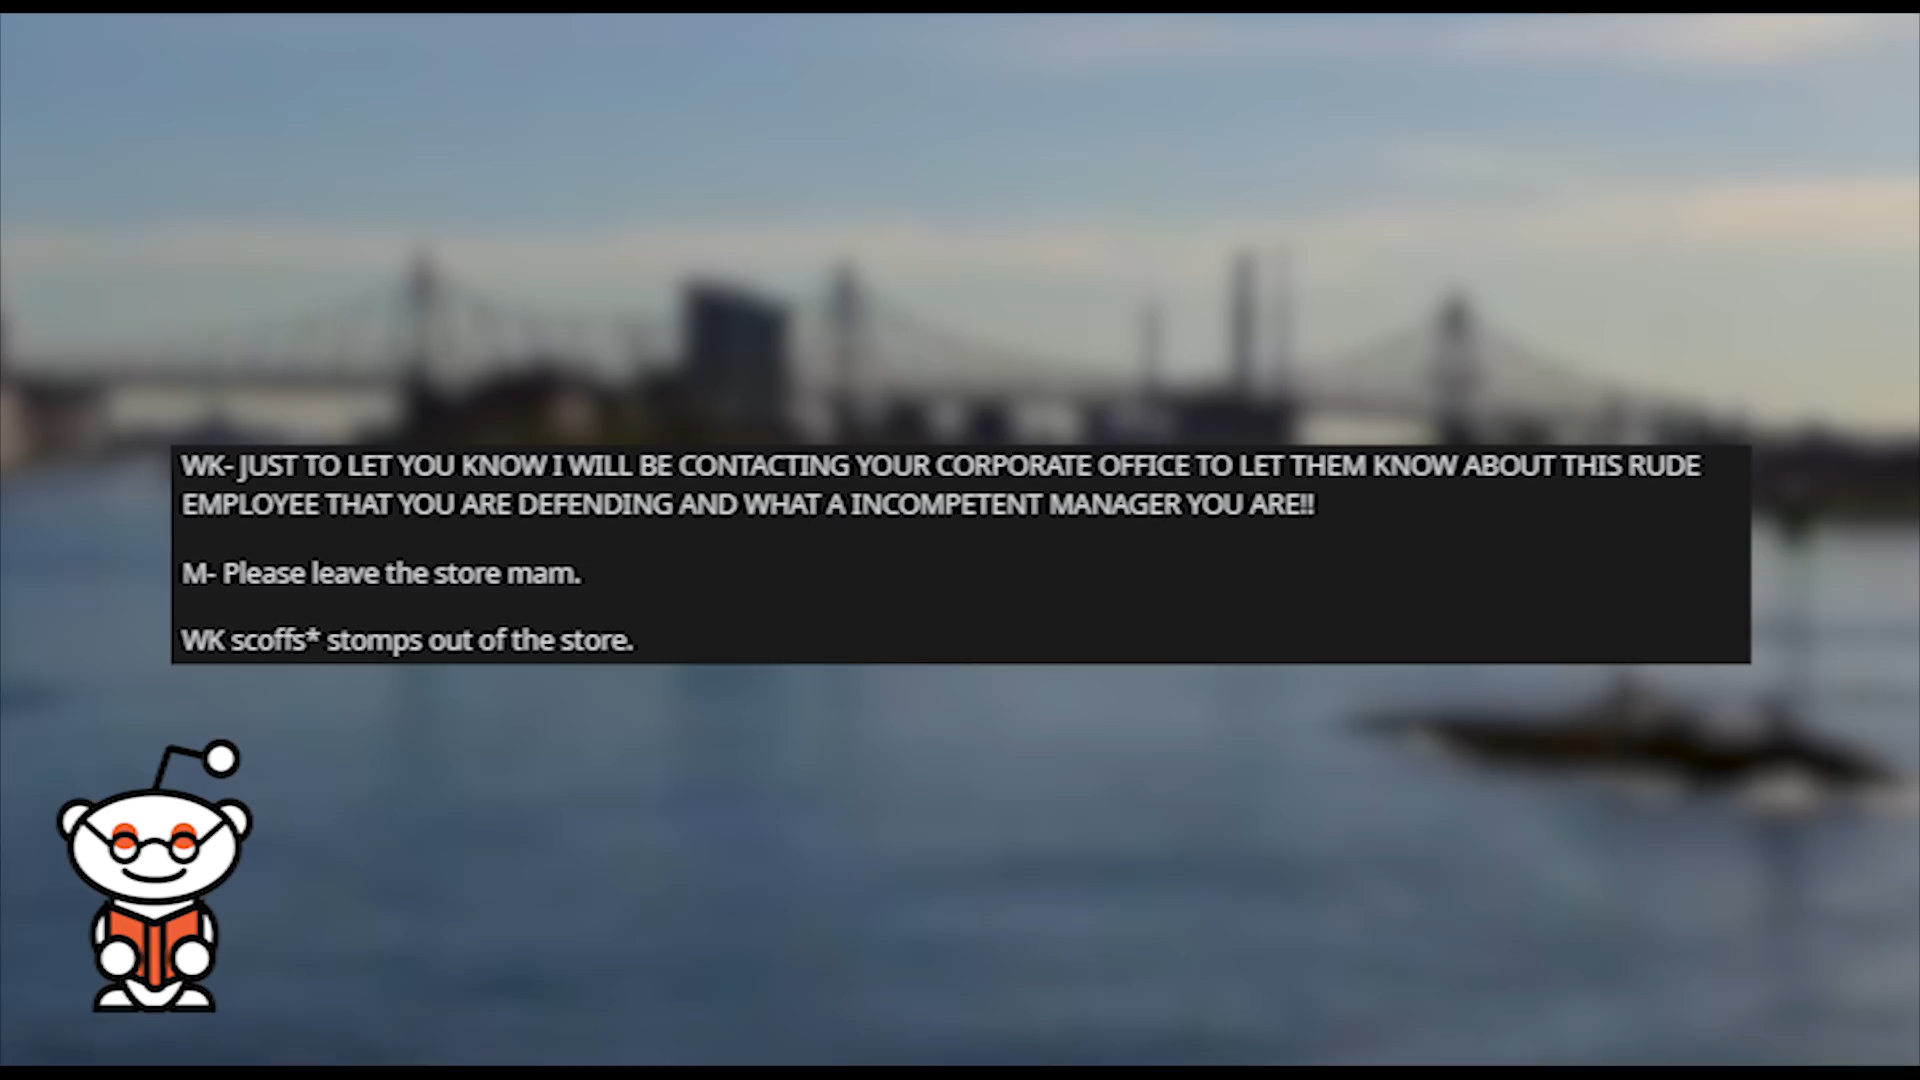 WK- JUST TO LET YOU KNOW I WILL BE CONTACTING YOUR CORPORATE OFFICE TO LET THEM KNOW ABOUT THIS RUDE
EMPLOYEE THAT YOU ARE DEFENDING AND WHAT A INCOMPETENT MANAGER YOU ARE!!
M- Please leave the store mam.
WK scoffs* stomps out of the store.